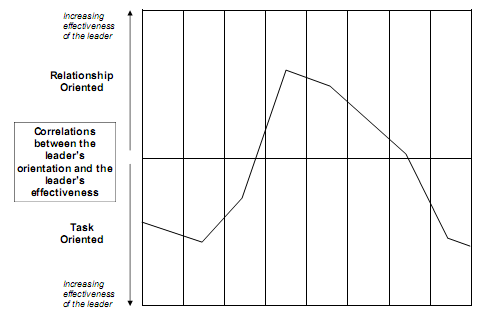 Increasing
effectiveness
of the leader
Relationship
Oriented
Correlations
between the
leader's
orientation and the
leader's
effectiveness
Task
Oriented
Increasing
effectiveness
of the leader